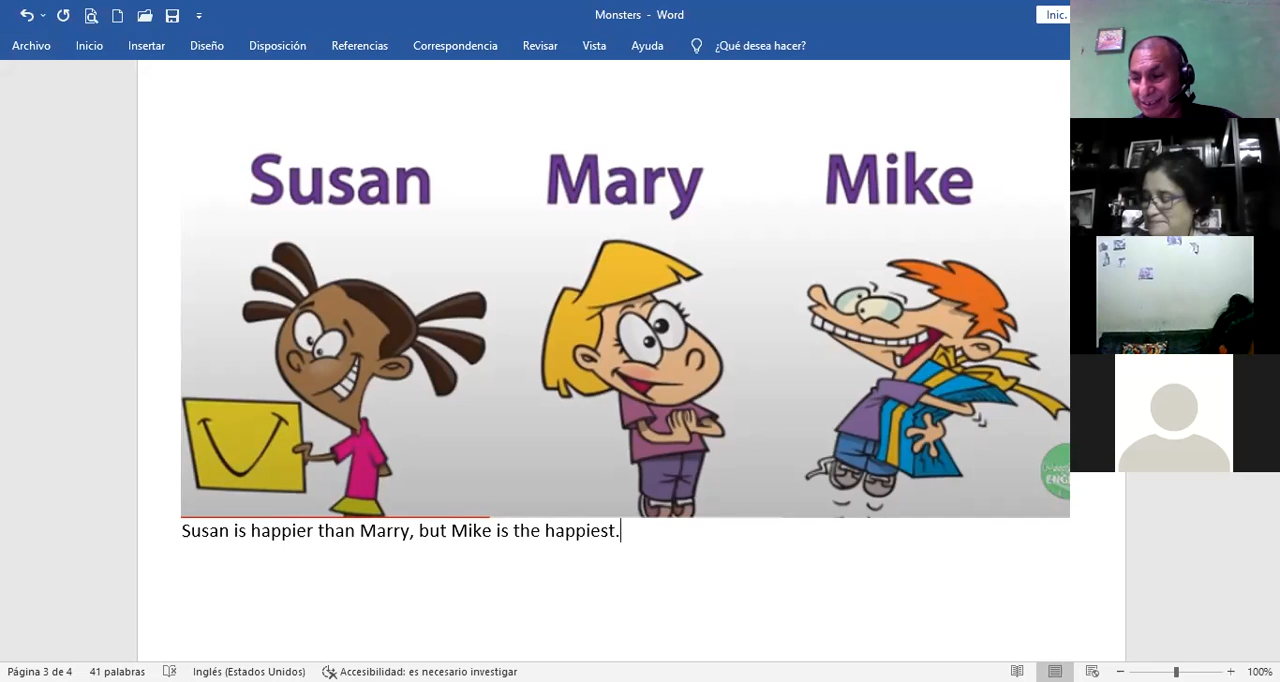 Monsters - Word
Inic.
Archivo Inicio Insertar Diseño Disposición Referencias Correspondencia Revisar Vista Ayuda ¿Qué desea hacer?
Susan Mary Mike
Susan is happier than Marry, but Mike is the happiest.
Página 3 de 4 41 palabras Inglés (Estados Unidos) Accesibilidad: es necesario investigar 100%